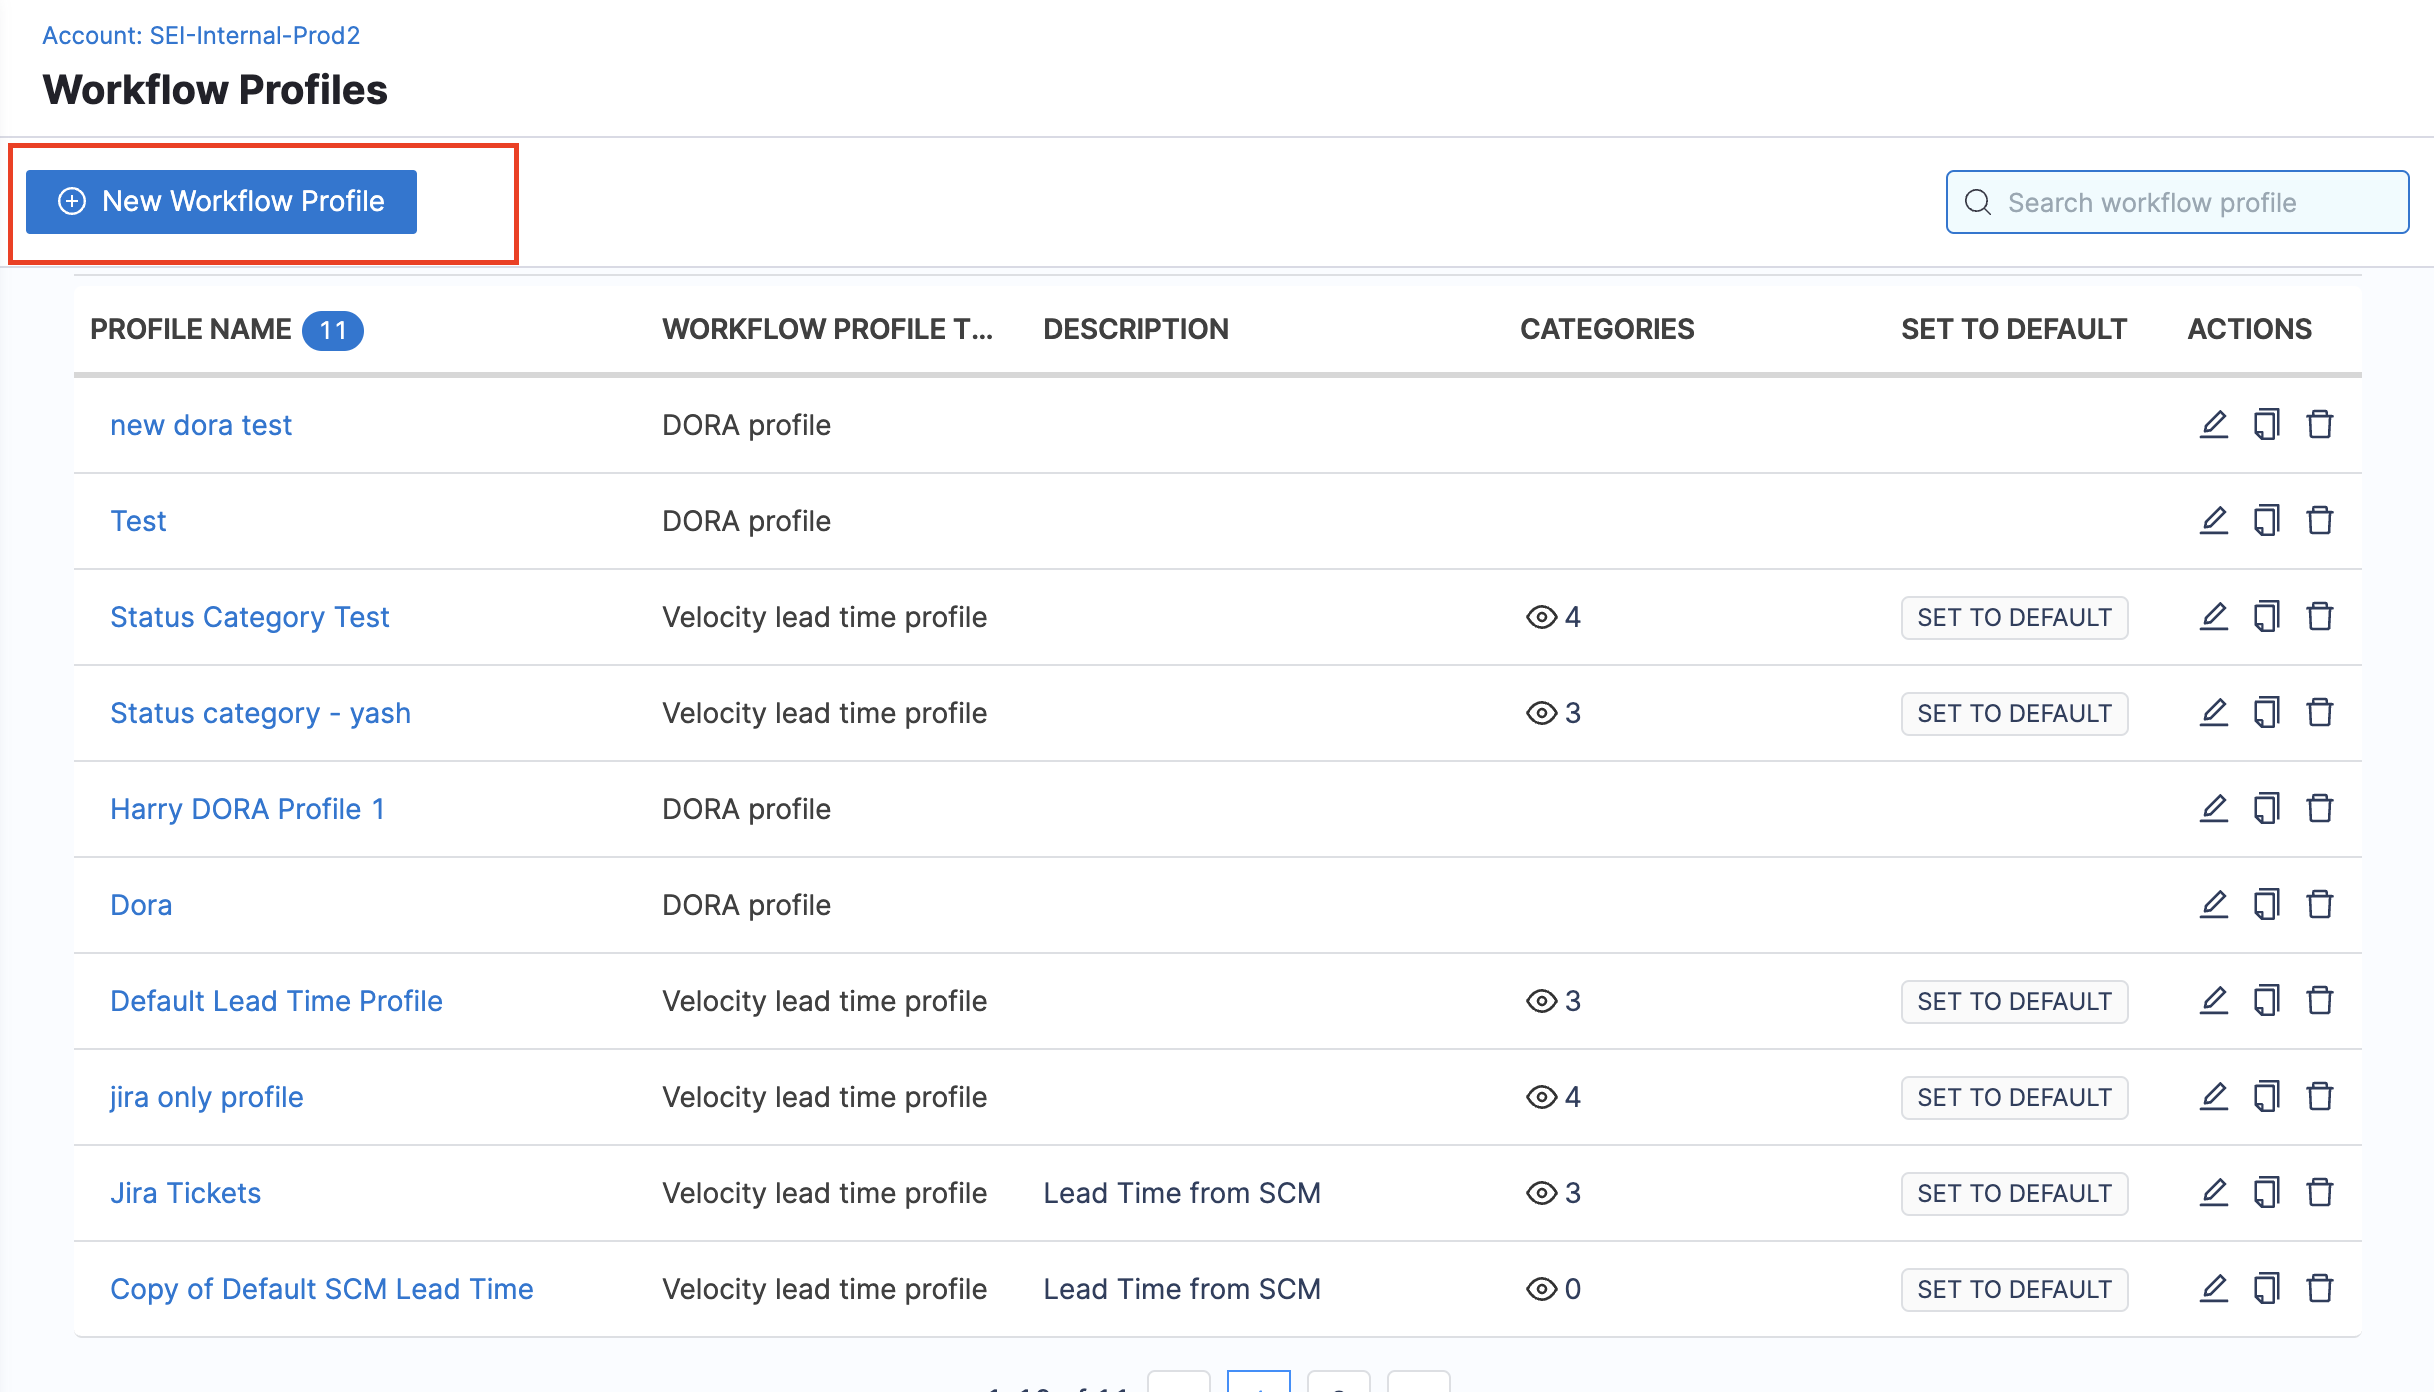 Account: SEI-Internal-Prod2
Workflow Profiles
New Workflow Profile
Search workflow profile
PROFILE NAME 11 WORKFLOW PROFILE T... DESCRIPTION CATEGORIES SET TO DEFAULT ACTIONS
new dora test DORA profile
Test DORA profile
Status Category Test Velocity lead time profile 4 SET TO DEFAULT
Status category - yash Velocity lead time profile 3 SET TO DEFAULT
Harry DORA Profile 1 DORA profile
Dora DORA profile
Default Lead Time Profile Velocity lead time profile 3 SET TO DEFAULT
jira only profile Velocity lead time profile 4 SET TO DEFAULT
Jira Tickets Velocity lead time profile Lead Time from SCM 3 SET TO DEFAULT
Copy of Default SCM Lead Time Velocity lead time profile Lead Time from SCM 0 SET TO DEFAULT